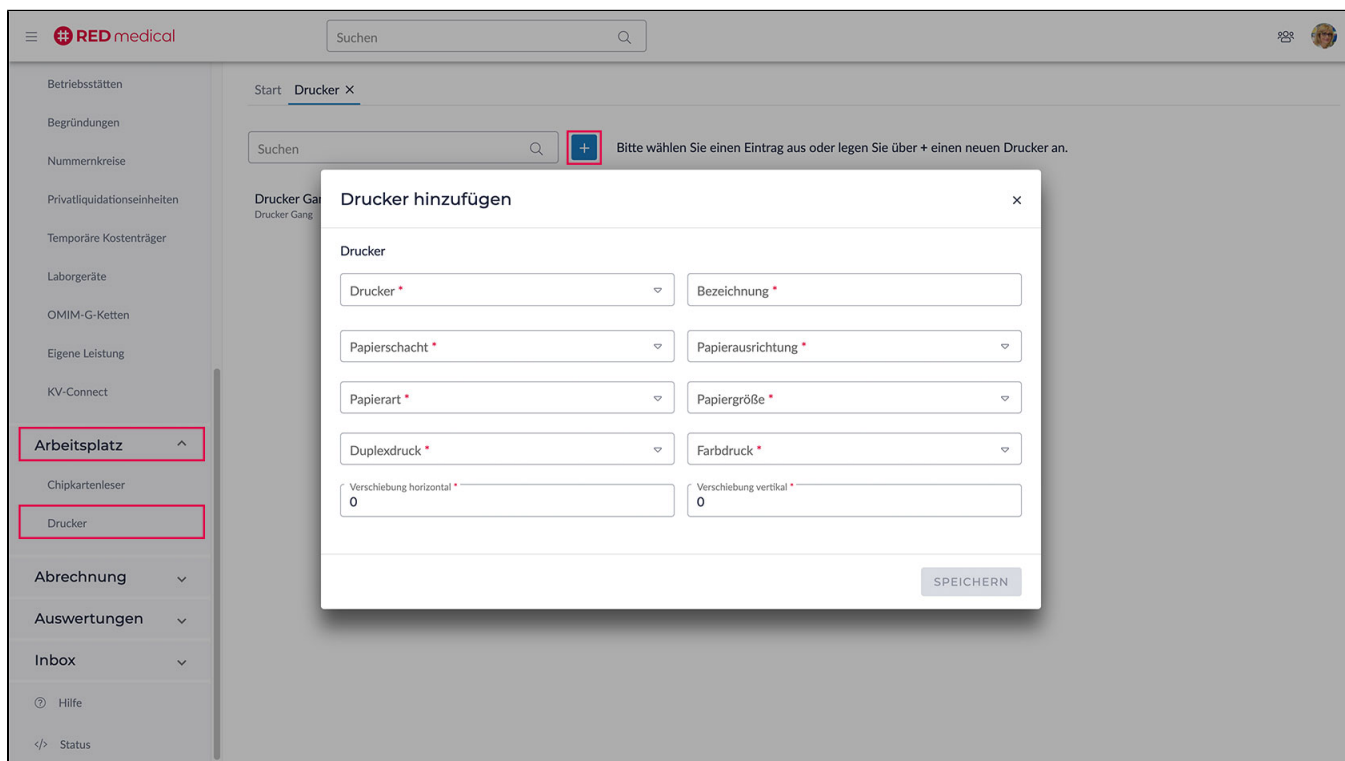 RED medical
Suchen
Betriebsstätten
Begründungen
Nummernkreise
Privatliquidationseinheiten
Temporäre Kostenträger
Laborgeräte
OMIM-G-Ketten
Eigene Leistung
KV-Connect
Arbeitsplatz
Chipkartenleser
Drucker
Abrechnung
Auswertungen
Inbox
Hilfe
</> Status
Start Drucker ×
Suchen
+ Bitte wählen Sie einen Eintrag aus oder legen Sie über + einen neuen Drucker an.
Drucker Gan
Drucker Gang
Drucker hinzufügen ×
Drucker
Drucker * Bezeichnung *
Papierschacht * Papierausrichtung *
Papierart * Papiergröße *
Duplexdruck * Farbdruck *
Verschiebung horizontal * Verschiebung vertikal *
0 0
SPEICHERN